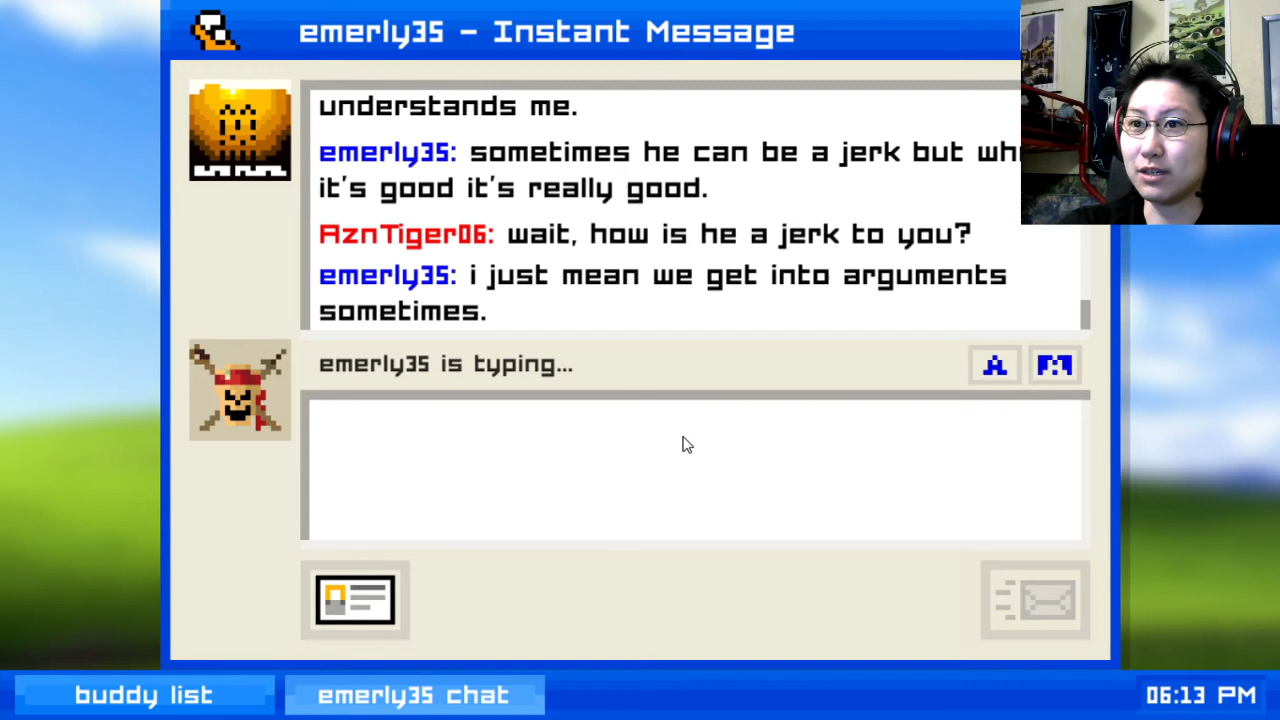 emerly35 - Instant Message
understands me.
emerly35: sometimes he can be a jerk but
it's good it's really good.
AznTiger06: wait, how is he a jerk to you?
emerly35: i just mean we get into arguments
sometimes.
emerly35 is typing...
A
buddy list
emerly35 chat
06:13 PM